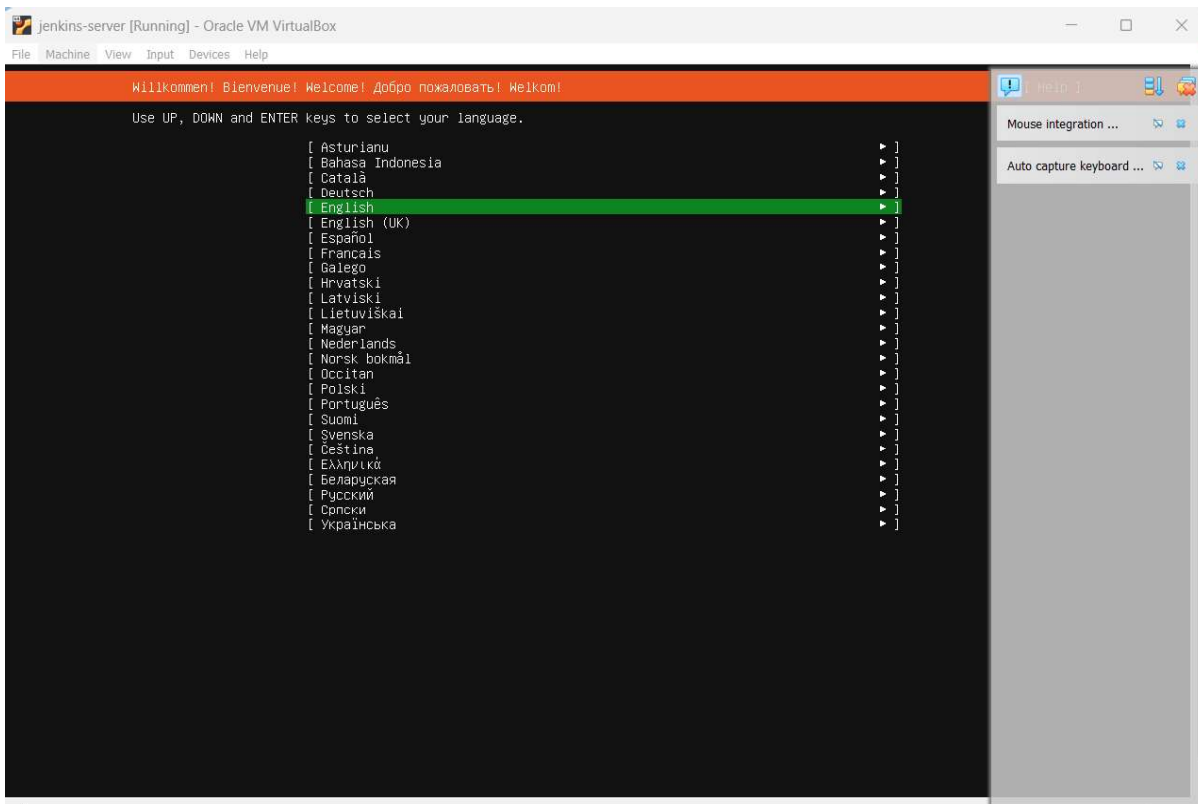 jenkins-server [Running] - Oracle VM VirtualBox
File Machine View Input Devices Help
Willkommen! Bienvenue! Welcome! Добро пожаловать! Welkom!
[ Help ]
Use UP, DOWN and ENTER keys to select your language.
Mouse integration ...
Auto capture keyboard ...
[ Asturianu ► ]
[ Bahasa Indonesia ► ]
[ Català ► ]
[ Deutsch ► ]
[ English ► ]
[ English (UK) ► ]
[ Español ► ]
[ Français ► ]
[ Galego ► ]
[ Hrvatski ► ]
[ Latviski ► ]
[ Lietuviškai ► ]
[ Magyar ► ]
[ Nederlands ► ]
[ Norsk bokmål ► ]
[ Occitan ► ]
[ Polski ► ]
[ Português ► ]
[ Suomi ► ]
[ Svenska ► ]
[ Čeština ► ]
[ Ελληνικά ► ]
[ Беларуская ► ]
[ Русский ► ]
[ Српски ► ]
[ Українська ► ]